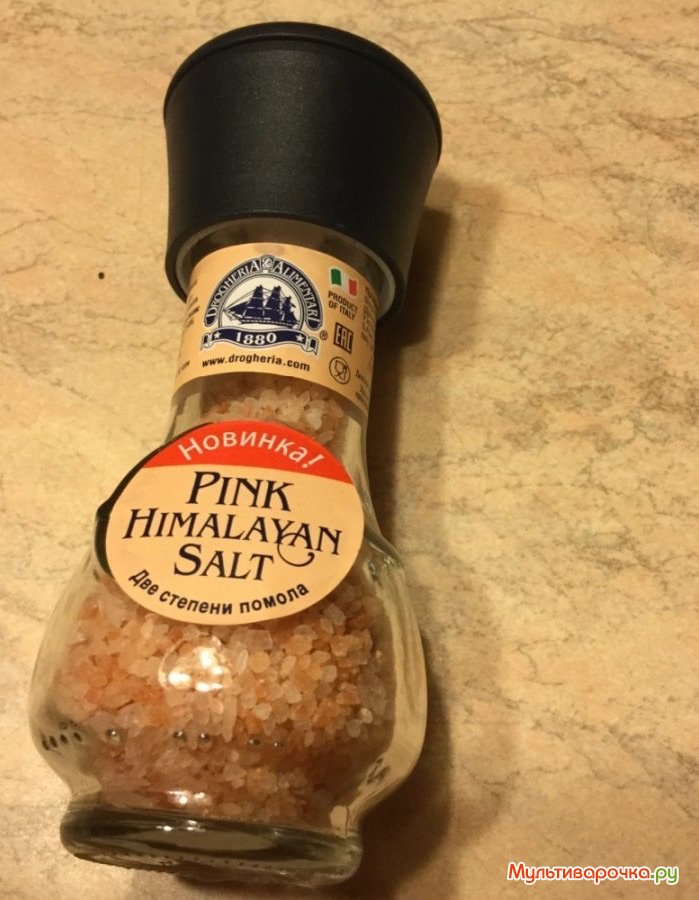 DROGHERIA & ALIMENTARI
1880
®
www.drogheria.com
PRODUCT
OF ITALY
EAC
Новинка!
PINK
HIMALAYAN
SALT
Две степени помола
Мультиварочка.ру